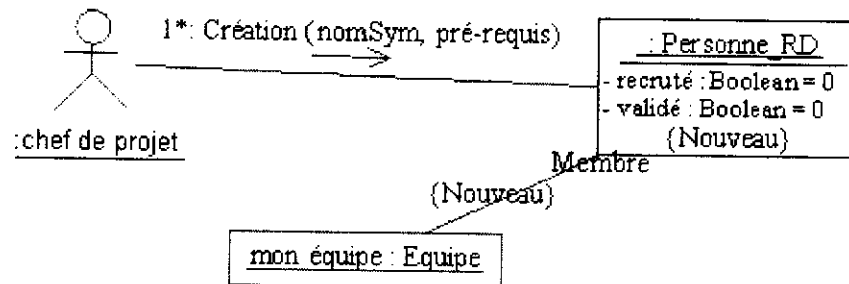 1*: Création (nomSym, pré-requis)
: Personne_RD
- recruté : Boolean = 0
- validé : Boolean = 0
{Nouveau}
:chef de projet
Membre
{Nouveau}
mon équipe : Equipe